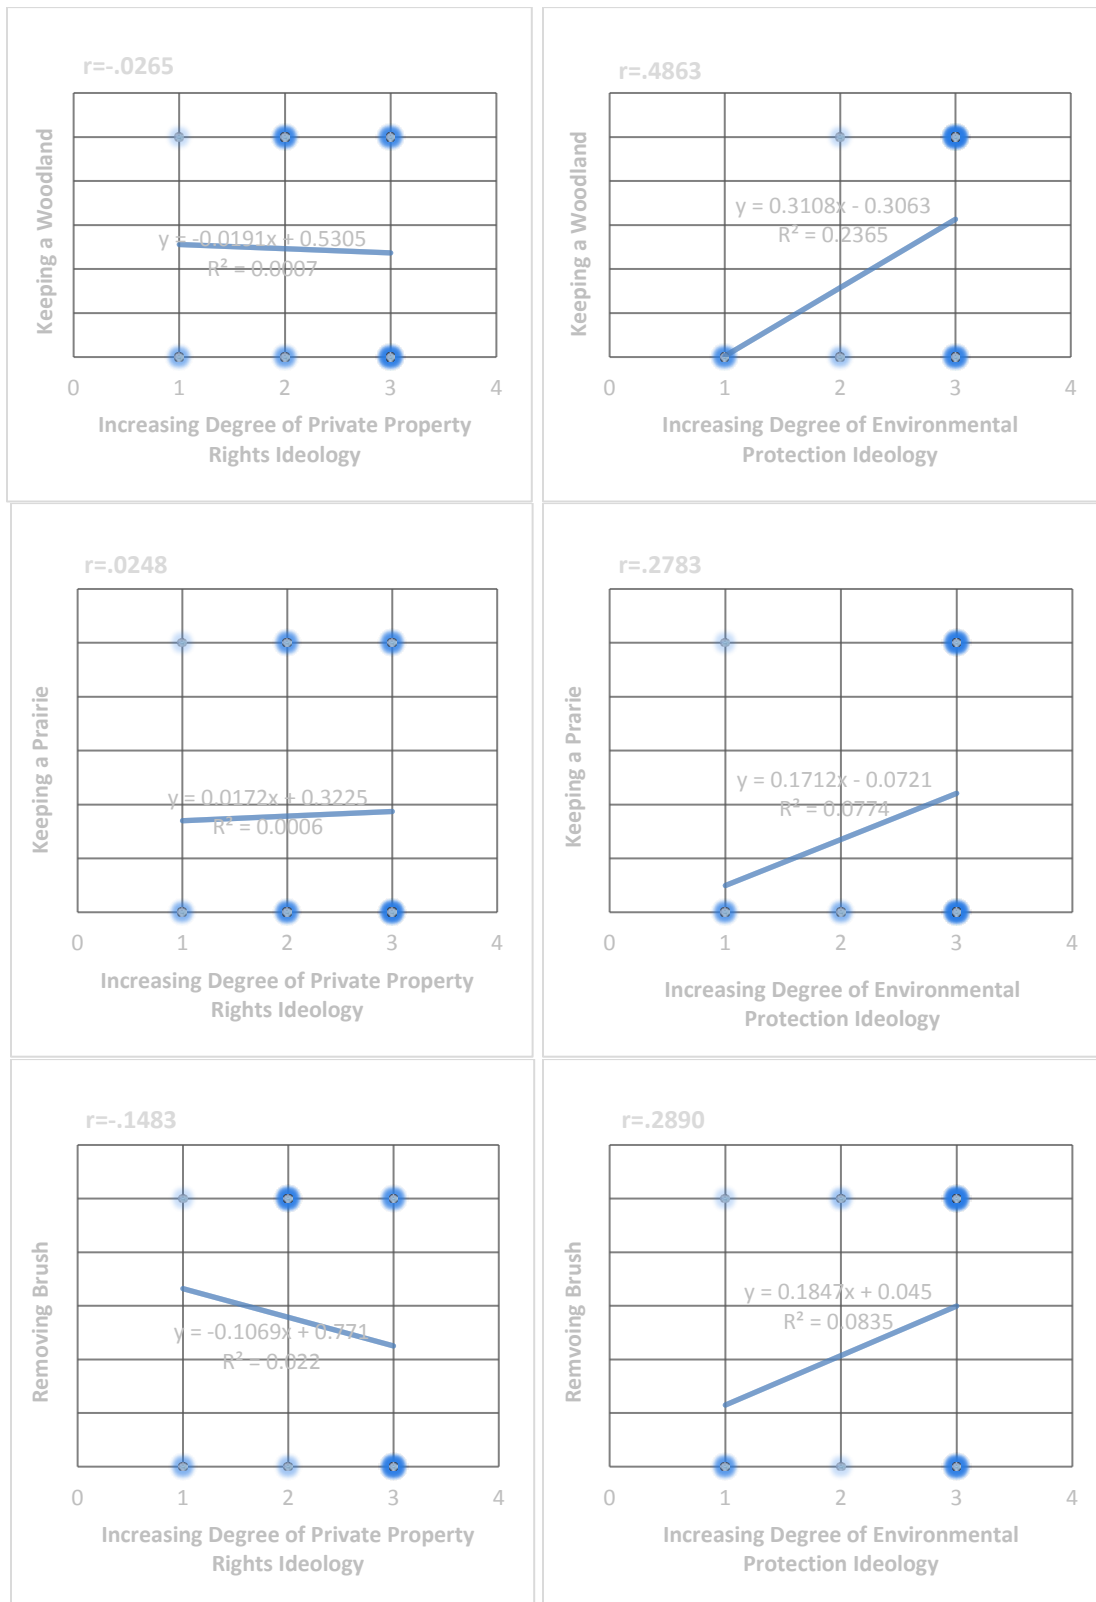 r=-.0265
Keeping a Woodland
y = -0.0191x + 0.5305
R² = 0.0007
0 1 2 3 4
Increasing Degree of Private Property
Rights Ideology
r=.4863
Keeping a Woodland
y = 0.3108x - 0.3063
R² = 0.2365
0 1 2 3 4
Increasing Degree of Environmental
Protection Ideology
r=.0248
Keeping a Prairie
y = 0.0172x + 0.3225
R² = 0.0006
0 1 2 3 4
Increasing Degree of Private Property
Rights Ideology
r=.2783
Keeping a Prarie
y = 0.1712x - 0.0721
R² = 0.0774
0 1 2 3 4
Increasing Degree of Environmental
Protection Ideology
r=-.1483
Removing Brush
y = -0.1069x + 0.771
R² = 0.022
0 1 2 3 4
Increasing Degree of Private Property
Rights Ideology
r=.2890
Remvoing Brush
y = 0.1847x + 0.045
R² = 0.0835
0 1 2 3 4
Increasing Degree of Environmental
Protection Ideology